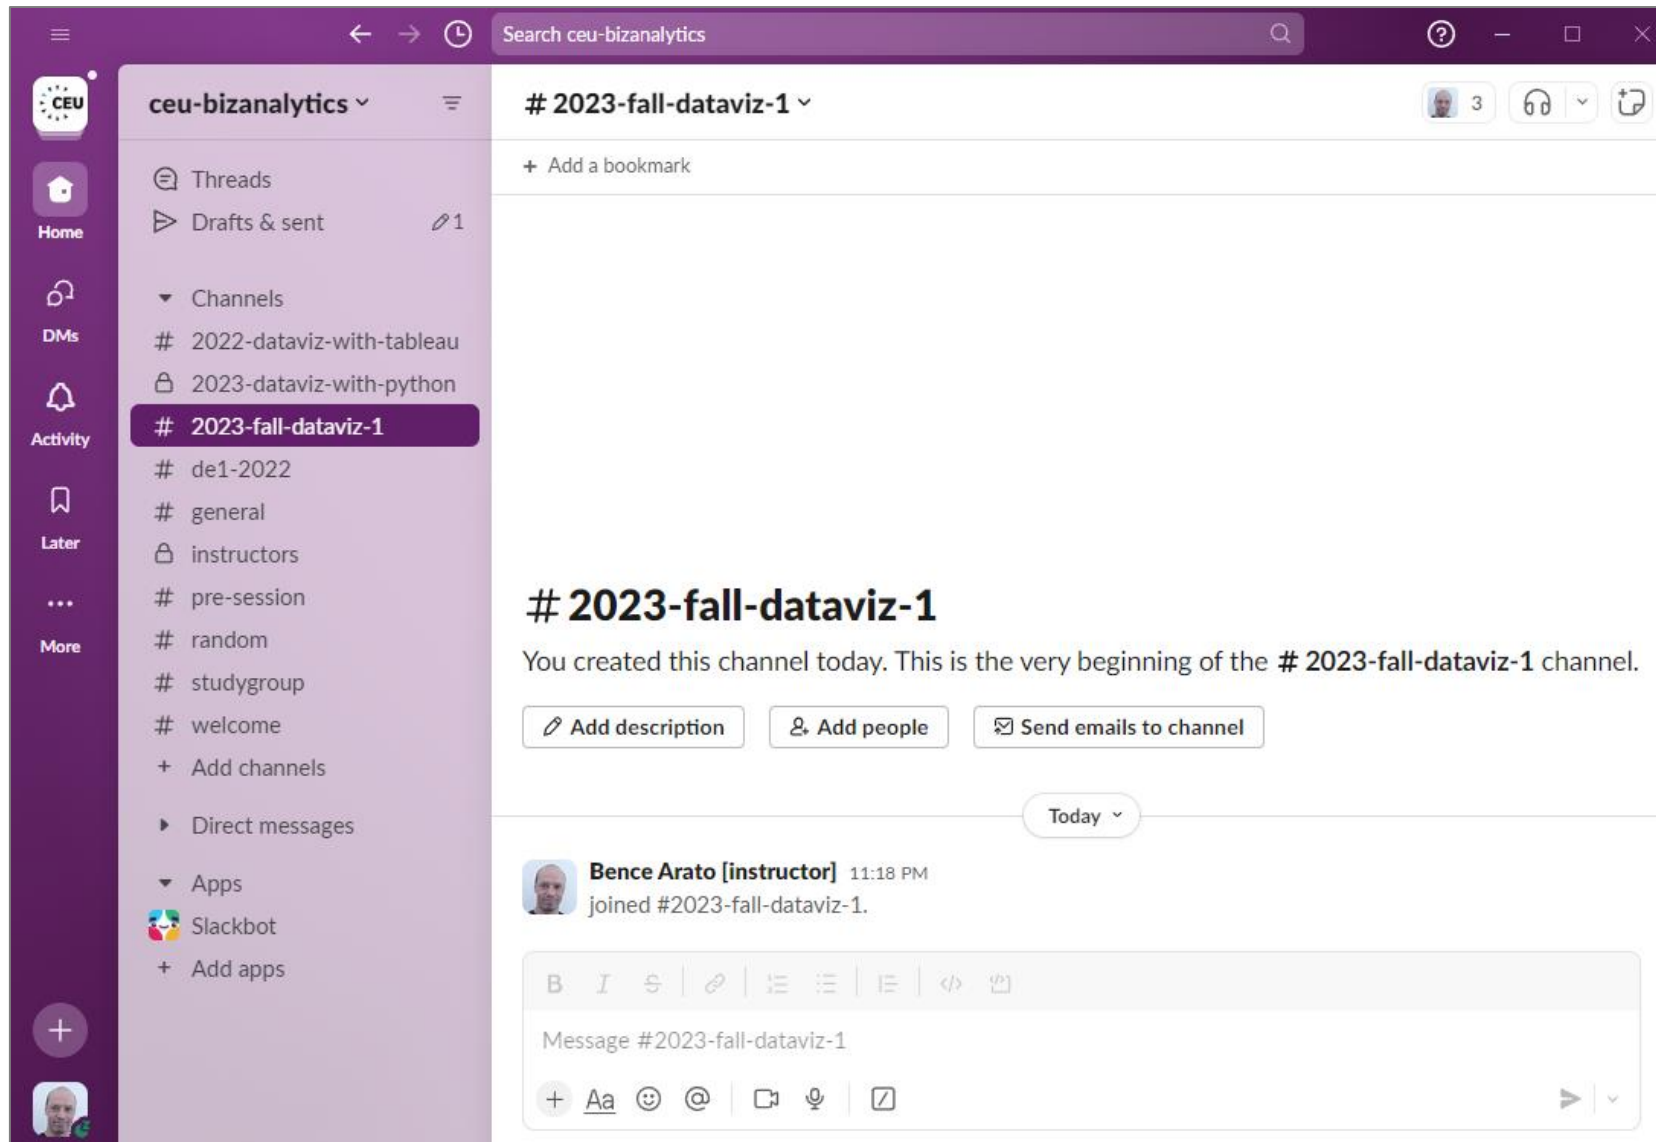 Search ceu-bizanalytics
CEU
Home
DMs
Activity
Later
More
ceu-bizanalytics
Threads
Drafts & sent 1
Channels
# 2022-dataviz-with-tableau
2023-dataviz-with-python
# 2023-fall-dataviz-1
# de1-2022
# general
instructors
# pre-session
# random
# studygroup
# welcome
+ Add channels
Direct messages
Apps
Slackbot
+ Add apps
# 2023-fall-dataviz-1
3
+ Add a bookmark
# 2023-fall-dataviz-1
You created this channel today. This is the very beginning of the # 2023-fall-dataviz-1 channel.
Add description Add people Send emails to channel
Today
Bence Arato [instructor] 11:18 PM
joined #2023-fall-dataviz-1.
B I S
Message #2023-fall-dataviz-1
+ Aa @